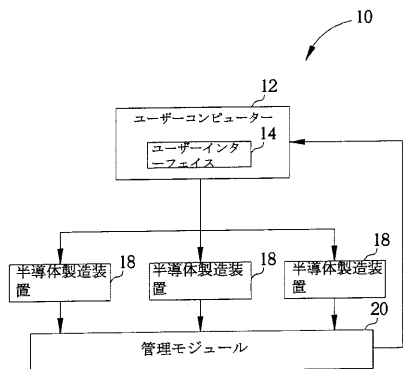 10
12
ユーザーコンピューター
14
ユーザーインタ
ーフェイス
18
半導体製造装
置
18
半導体製造装
置
18
半導体製造装
置
20
管理モジュール